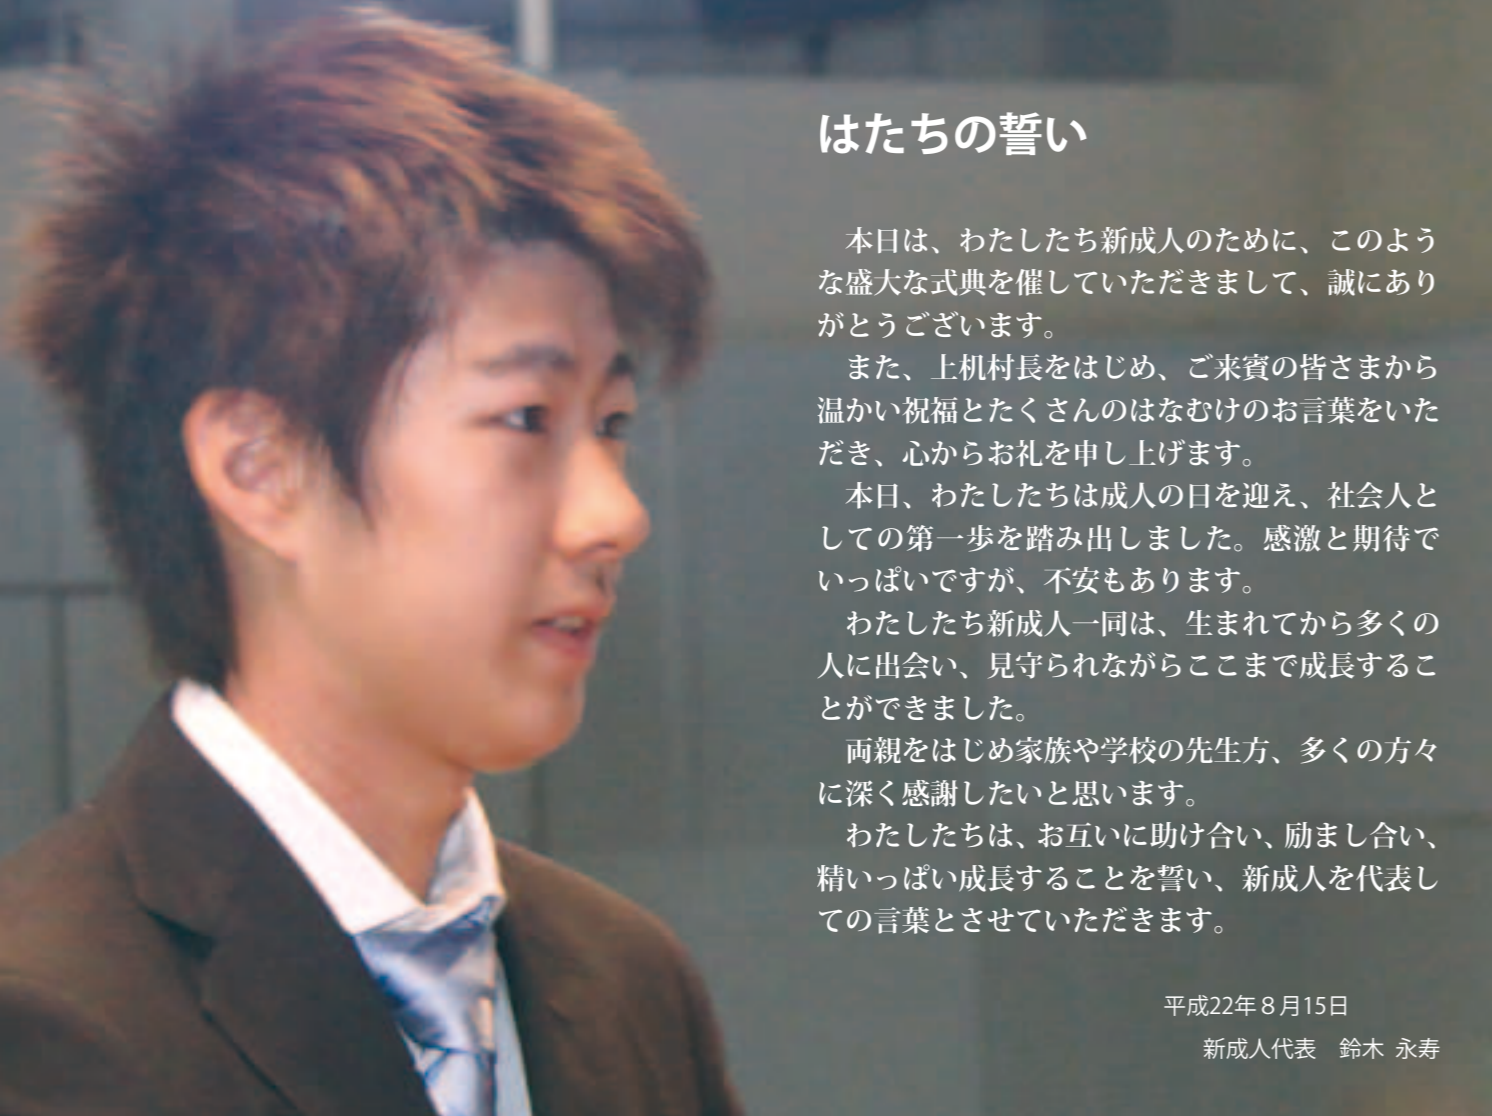 はたちの誓い
　本日は、わたしたち新成人のために、このよう
な盛大な式典を催していただきまして、誠にあり
がとうございます。
　また、上机村長をはじめ、ご来賓の皆さまから
温かい祝福とたくさんのはなむけのお言葉をいた
だき、心からお礼を申し上げます。
　本日、わたしたちは成人の日を迎え、社会人と
しての第一歩を踏み出しました。感激と期待で
いっぱいですが、不安もあります。
　わたしたち新成人一同は、生まれてから多くの
人に出会い、見守られながらここまで成長するこ
とができました。
　両親をはじめ家族や学校の先生方、多くの方々
に深く感謝したいと思います。
　わたしたちは、お互いに助け合い、励まし合い、
精いっぱい成長することを誓い、新成人を代表し
ての言葉とさせていただきます。
平成22年８月15日
新成人代表　鈴木 永寿